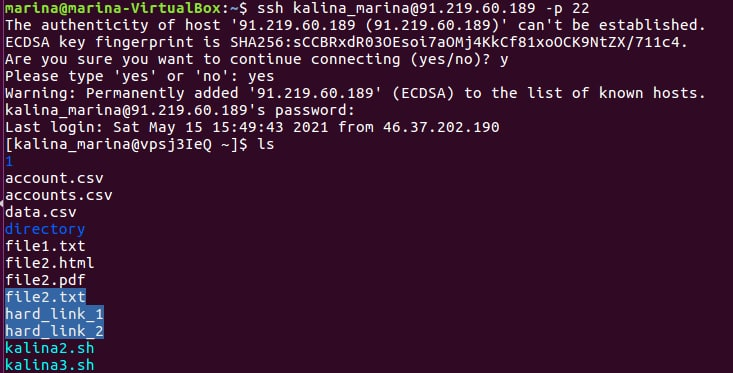 marina@marina-VirtualBox:~$ ssh kalina_marina@91.219.60.189 -p 22
The authenticity of host '91.219.60.189 (91.219.60.189)' can't be established.
ECDSA key fingerprint is SHA256:sCCBRxdR03OEsoi7aOMj4KkCf81xoOCK9NtZX/711c4.
Are you sure you want to continue connecting (yes/no)? y
Please type 'yes' or 'no': yes
Warning: Permanently added '91.219.60.189' (ECDSA) to the list of known hosts.
kalina_marina@91.219.60.189's password:
Last login: Sat May 15 15:49:43 2021 from 46.37.202.190
[kalina_marina@vpsj3IeQ ~]$ ls
1
account.csv
accounts.csv
data.csv
directory
file1.txt
file2.html
file2.pdf
file2.txt
hard_link_1
hard_link_2
kalina2.sh
kalina3.sh